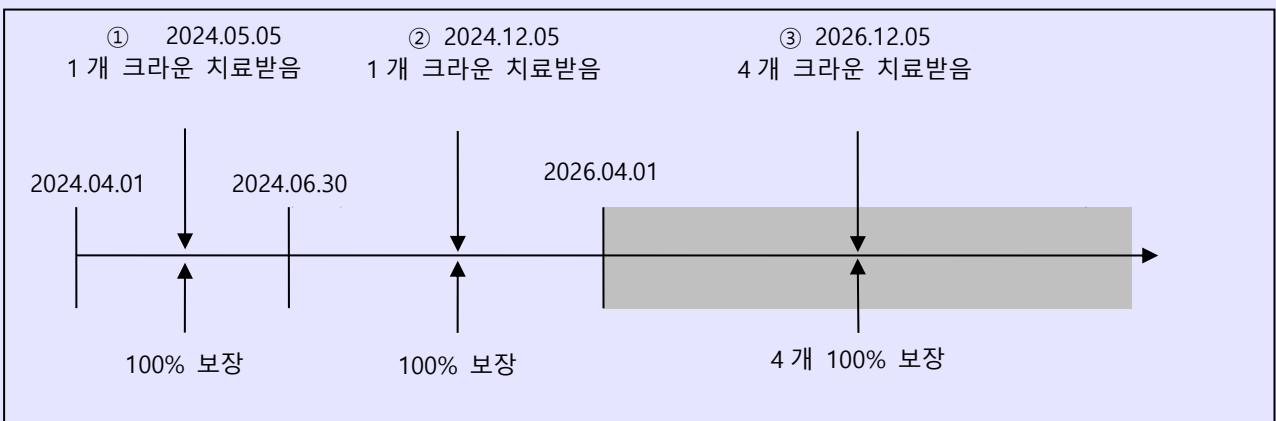 ① 2024.05.05
1개 크라운 치료받음
② 2024.12.05
1개 크라운 치료받음
③ 2026.12.05
4개 크라운 치료받음
2024.04.01
2024.06.30
2026.04.01
100% 보장
100% 보장
4개 100% 보장